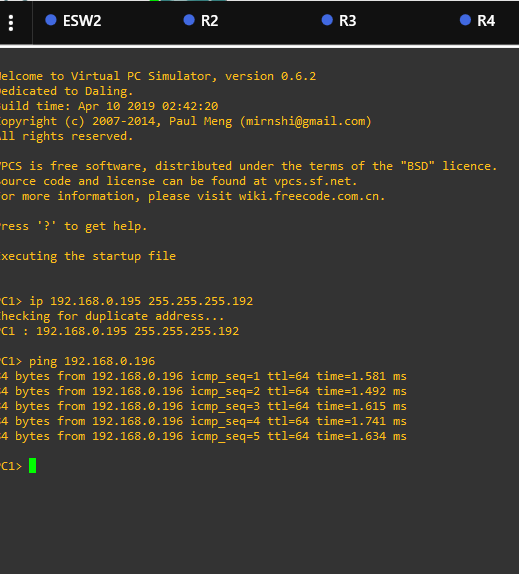 ESW2 R2 R3 R4
elcome to Virtual PC Simulator, version 0.6.2
edicated to Daling.
uild time: Apr 10 2019 02:42:20
opyright (c) 2007-2014, Paul Meng (mirnshi@gmail.com)
ll rights reserved.
PCS is free software, distributed under the terms of the "BSD" licence.
ource code and license can be found at vpcs.sf.net.
or more information, please visit wiki.freecode.com.cn.
ress '?' to get help.
xecuting the startup file
PC1> ip 192.168.0.195 255.255.255.192
hecking for duplicate address...
PC1 : 192.168.0.195 255.255.255.192
PC1> ping 192.168.0.196
84 bytes from 192.168.0.196 icmp_seq=1 ttl=64 time=1.581 ms
84 bytes from 192.168.0.196 icmp_seq=2 ttl=64 time=1.492 ms
84 bytes from 192.168.0.196 icmp_seq=3 ttl=64 time=1.615 ms
84 bytes from 192.168.0.196 icmp_seq=4 ttl=64 time=1.741 ms
84 bytes from 192.168.0.196 icmp_seq=5 ttl=64 time=1.634 ms
PC1>